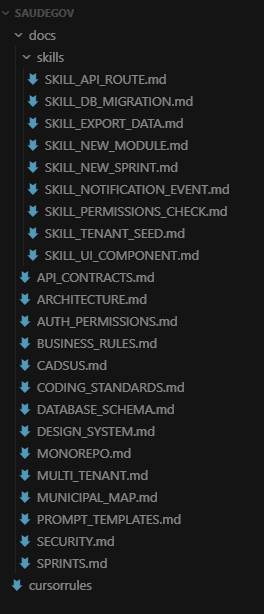 SAUDEGOV
docs
skills
SKILL_API_ROUTE.md
SKILL_DB_MIGRATION.md
SKILL_EXPORT_DATA.md
SKILL_NEW_MODULE.md
SKILL_NEW_SPRINT.md
SKILL_NOTIFICATION_EVENT.md
SKILL_PERMISSIONS_CHECK.md
SKILL_TENANT_SEED.md
SKILL_UI_COMPONENT.md
API_CONTRACTS.md
ARCHITECTURE.md
AUTH_PERMISSIONS.md
BUSINESS_RULES.md
CADSUS.md
CODING_STANDARDS.md
DATABASE_SCHEMA.md
DESIGN_SYSTEM.md
MONOREPO.md
MULTI_TENANT.md
MUNICIPAL_MAP.md
PROMPT_TEMPLATES.md
SECURITY.md
SPRINTS.md
cursorrules